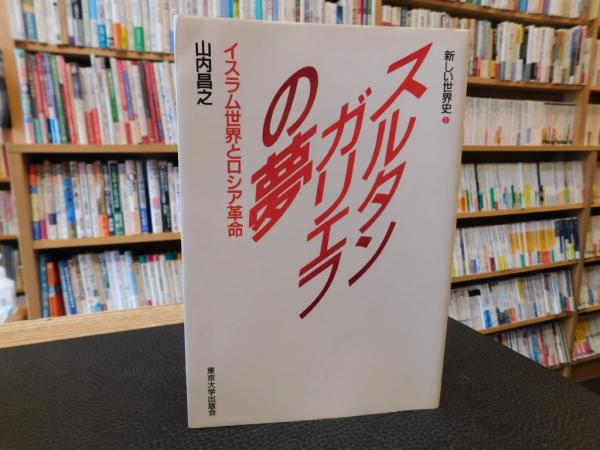 新しい世界史②
スルタン
ガリエフ
の夢
イスラム世界とロシア革命
山内昌之
東京大学出版会